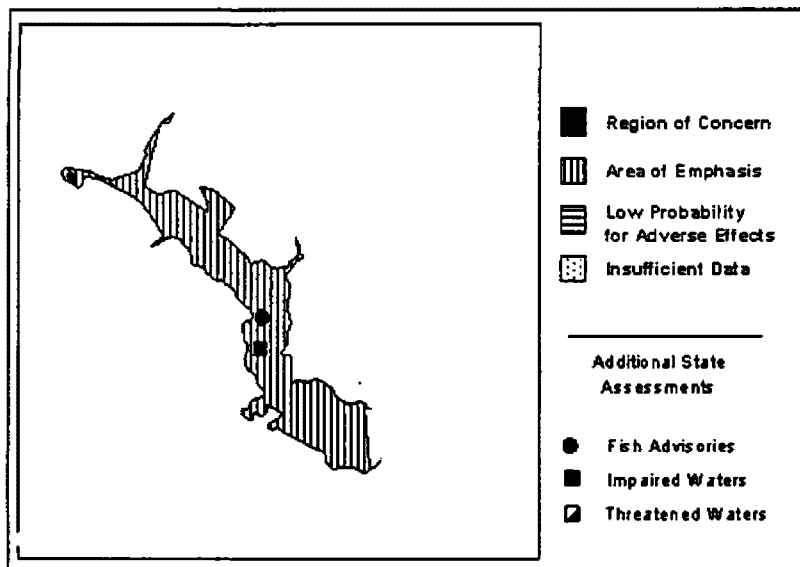 Region of Concern
Area of Emphasis
Low Probability
for Adverse Effects
Insufficient Data
Additional State
Assessments
Fish Advisories
Impaired Waters
Threatened Waters